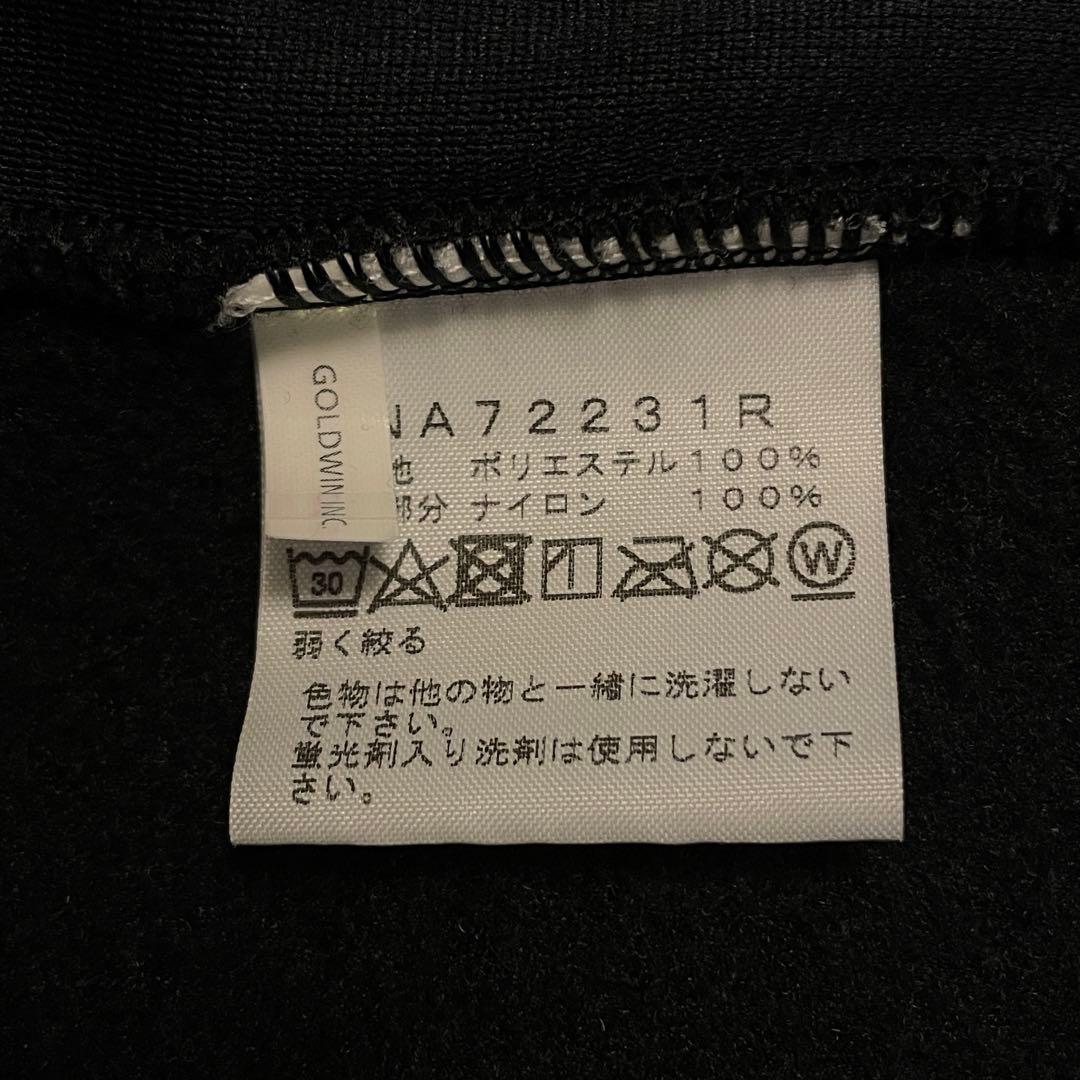 GOLDWIN INC
NA72231R
地 ポリエステル100%
部分 ナイロン 100%
30
W
弱く絞る
色物は他の物と一緒に洗濯しない
で下さい。
蛍光剤入り洗剤は使用しないで下
さい。